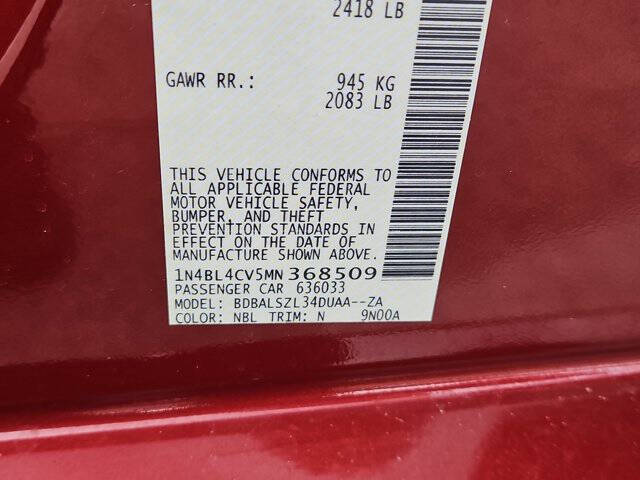 2418 LB
GAWR RR.: 945 KG
2083 LB
THIS VEHICLE CONFORMS TO
ALL APPLICABLE FEDERAL
MOTOR VEHICLE SAFETY,
BUMPER, AND THEFT
PREVENTION STANDARDS IN
EFFECT ON THE DATE OF
MANUFACTURE SHOWN ABOVE.
1N4BL4CV5MN368509
PASSENGER CAR 636033
MODEL: BDBALSZL34DUAA--ZA
COLOR: NBL TRIM: N 9N00A